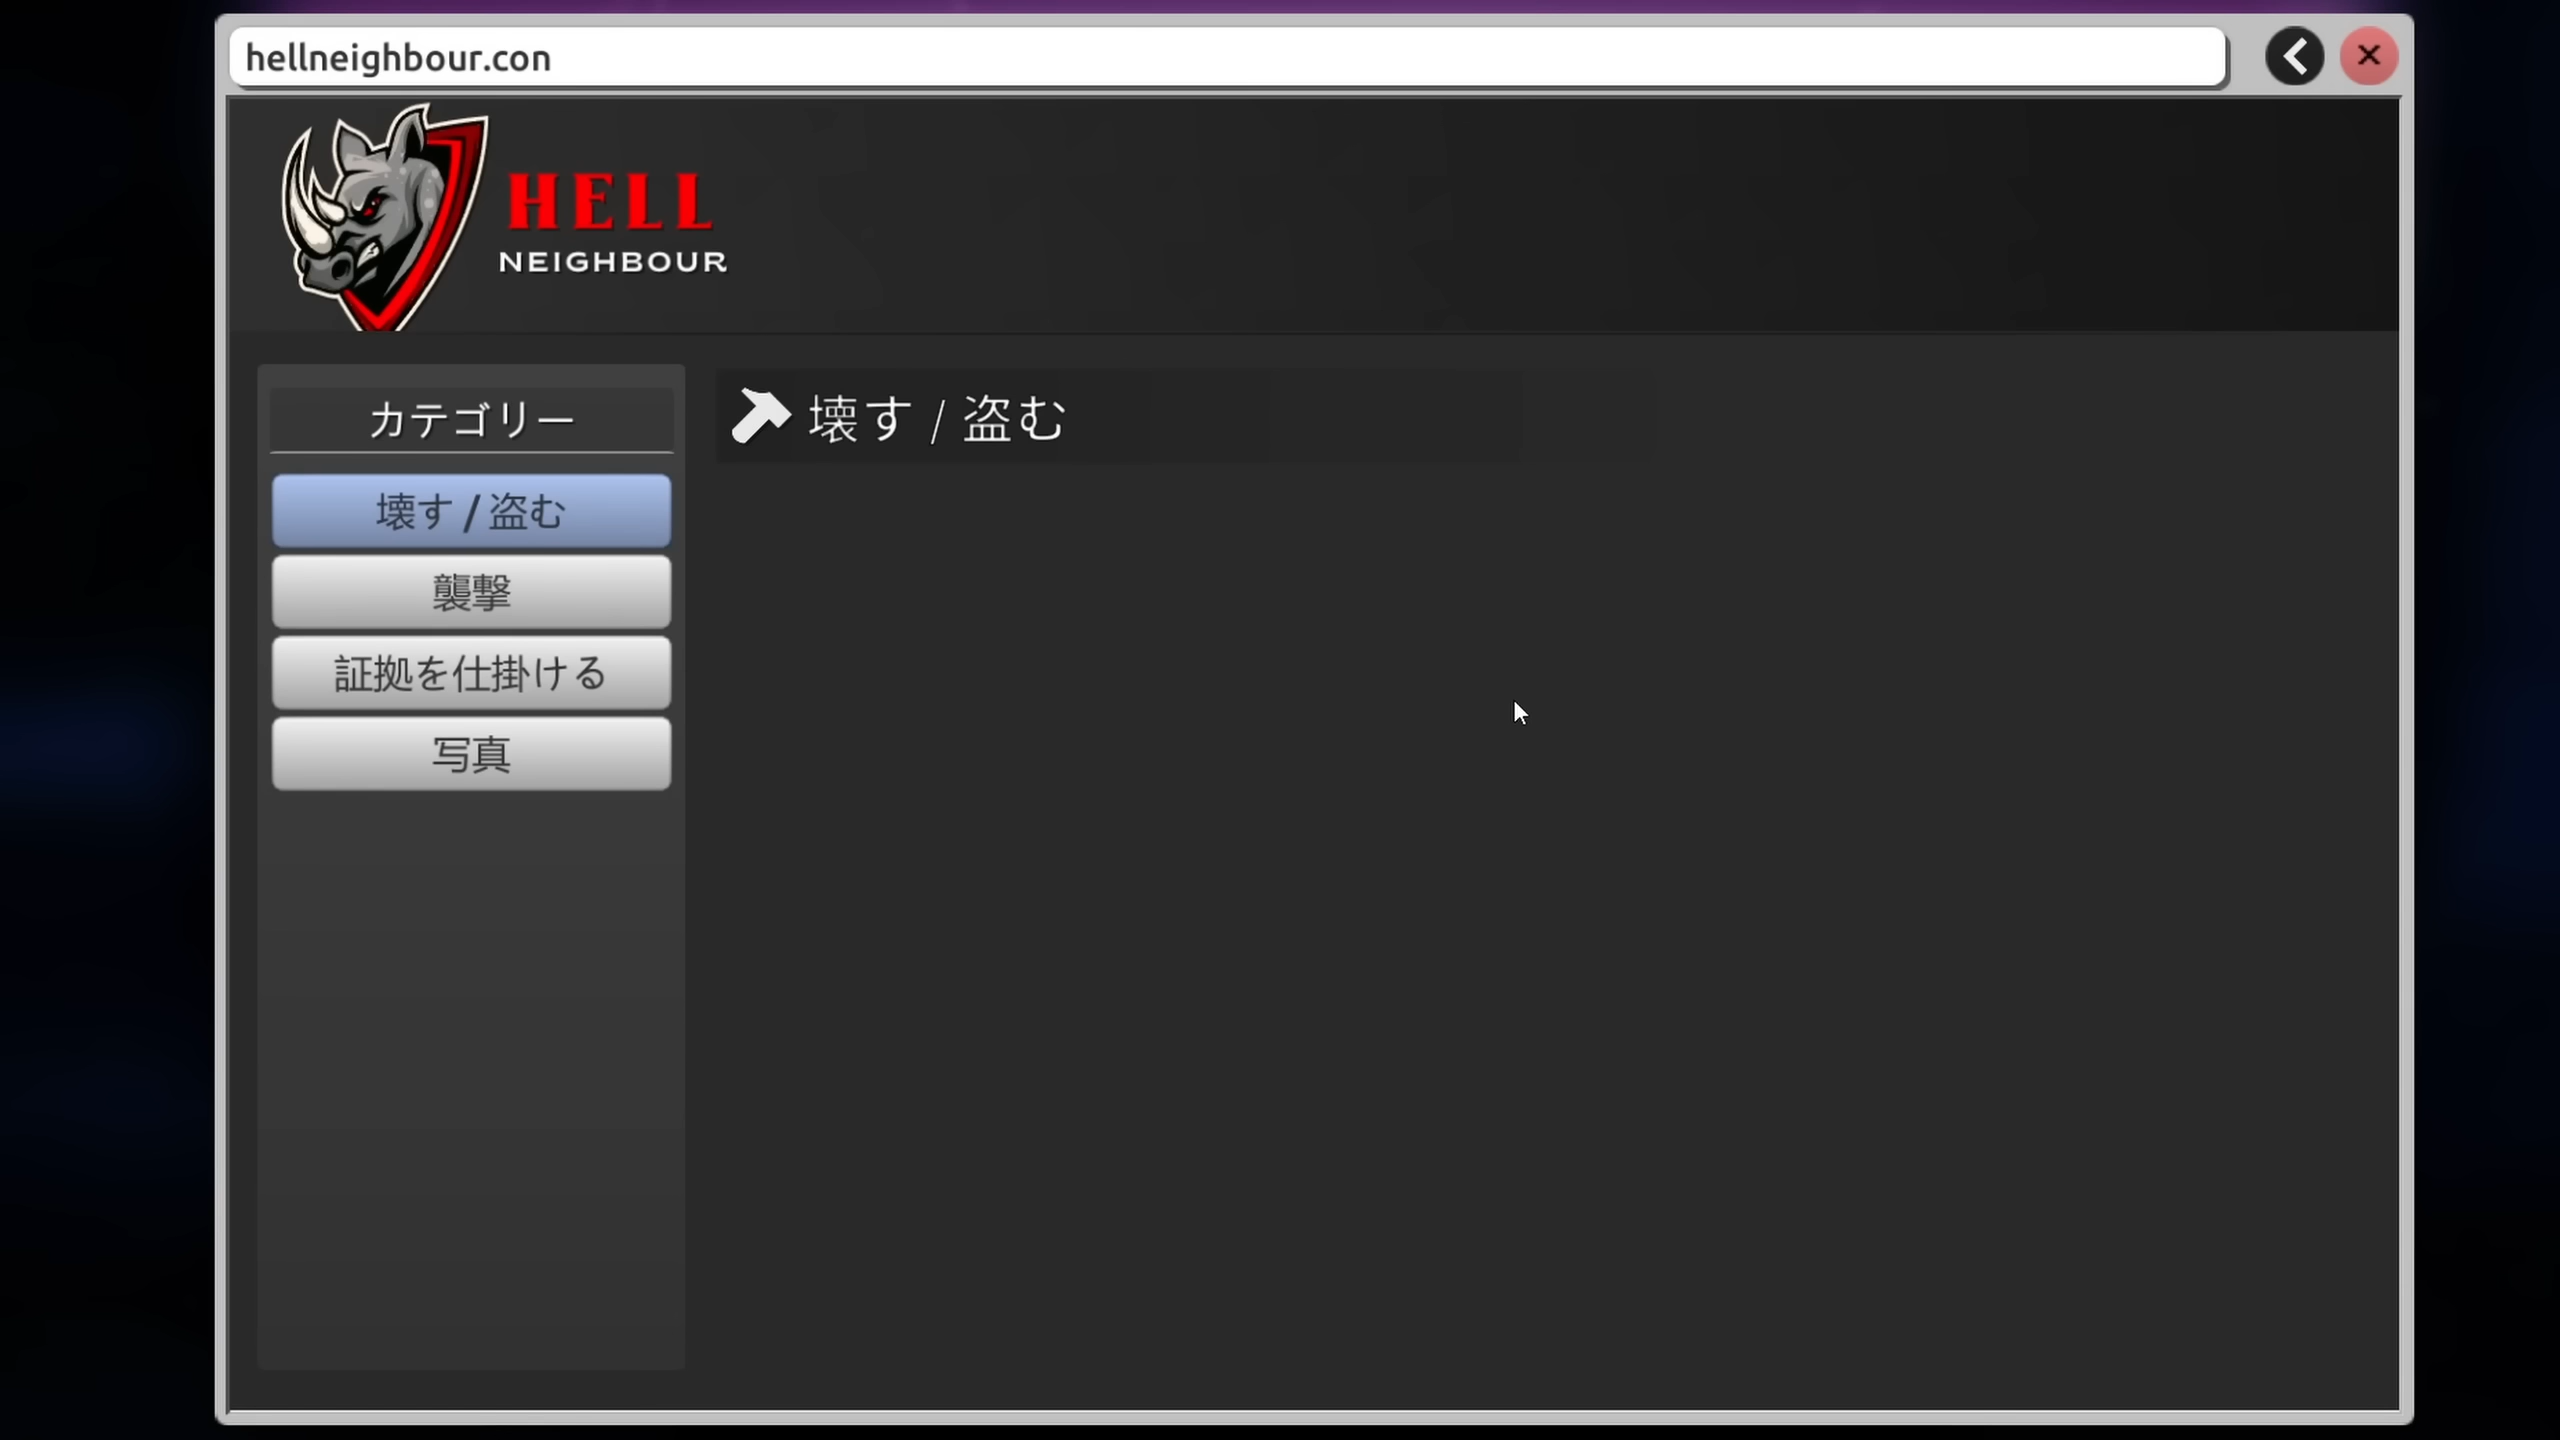 hellneighbour.con
HELL
NEIGHBOUR
カテゴリー
壊す / 盗む
襲撃
証拠を仕掛ける
写真
壊す / 盗む